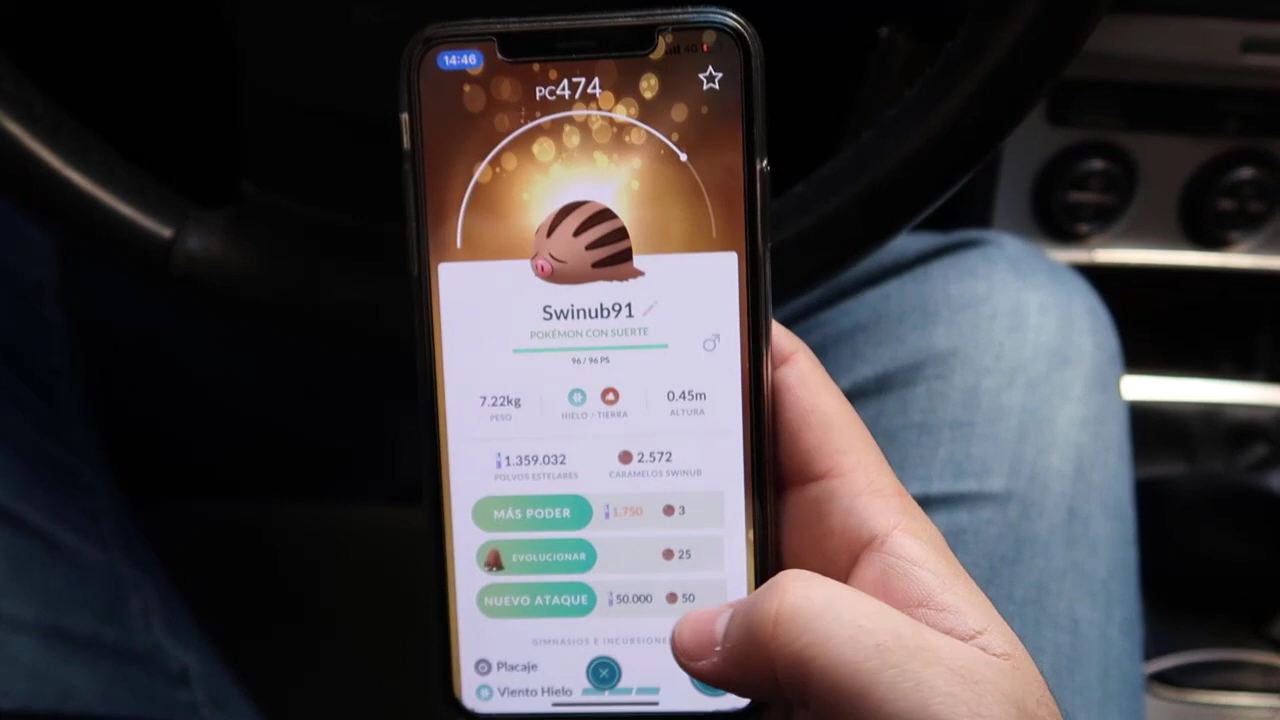 14:46
4G
PC474
Swinub91
POKÉMON CON SUERTE
96 / 96 PS
7.22kg
PESO
HIELO / TIERRA
0.45m
ALTURA
1.359.032
POLVOS ESTELARES
2.572
CARAMELOS SWINUB
MÁS PODER 1.750 3
EVOLUCIONAR 25
NUEVO ATAQUE 50.000 50
GIMNASIOS E
Placaje
Viento Hielo